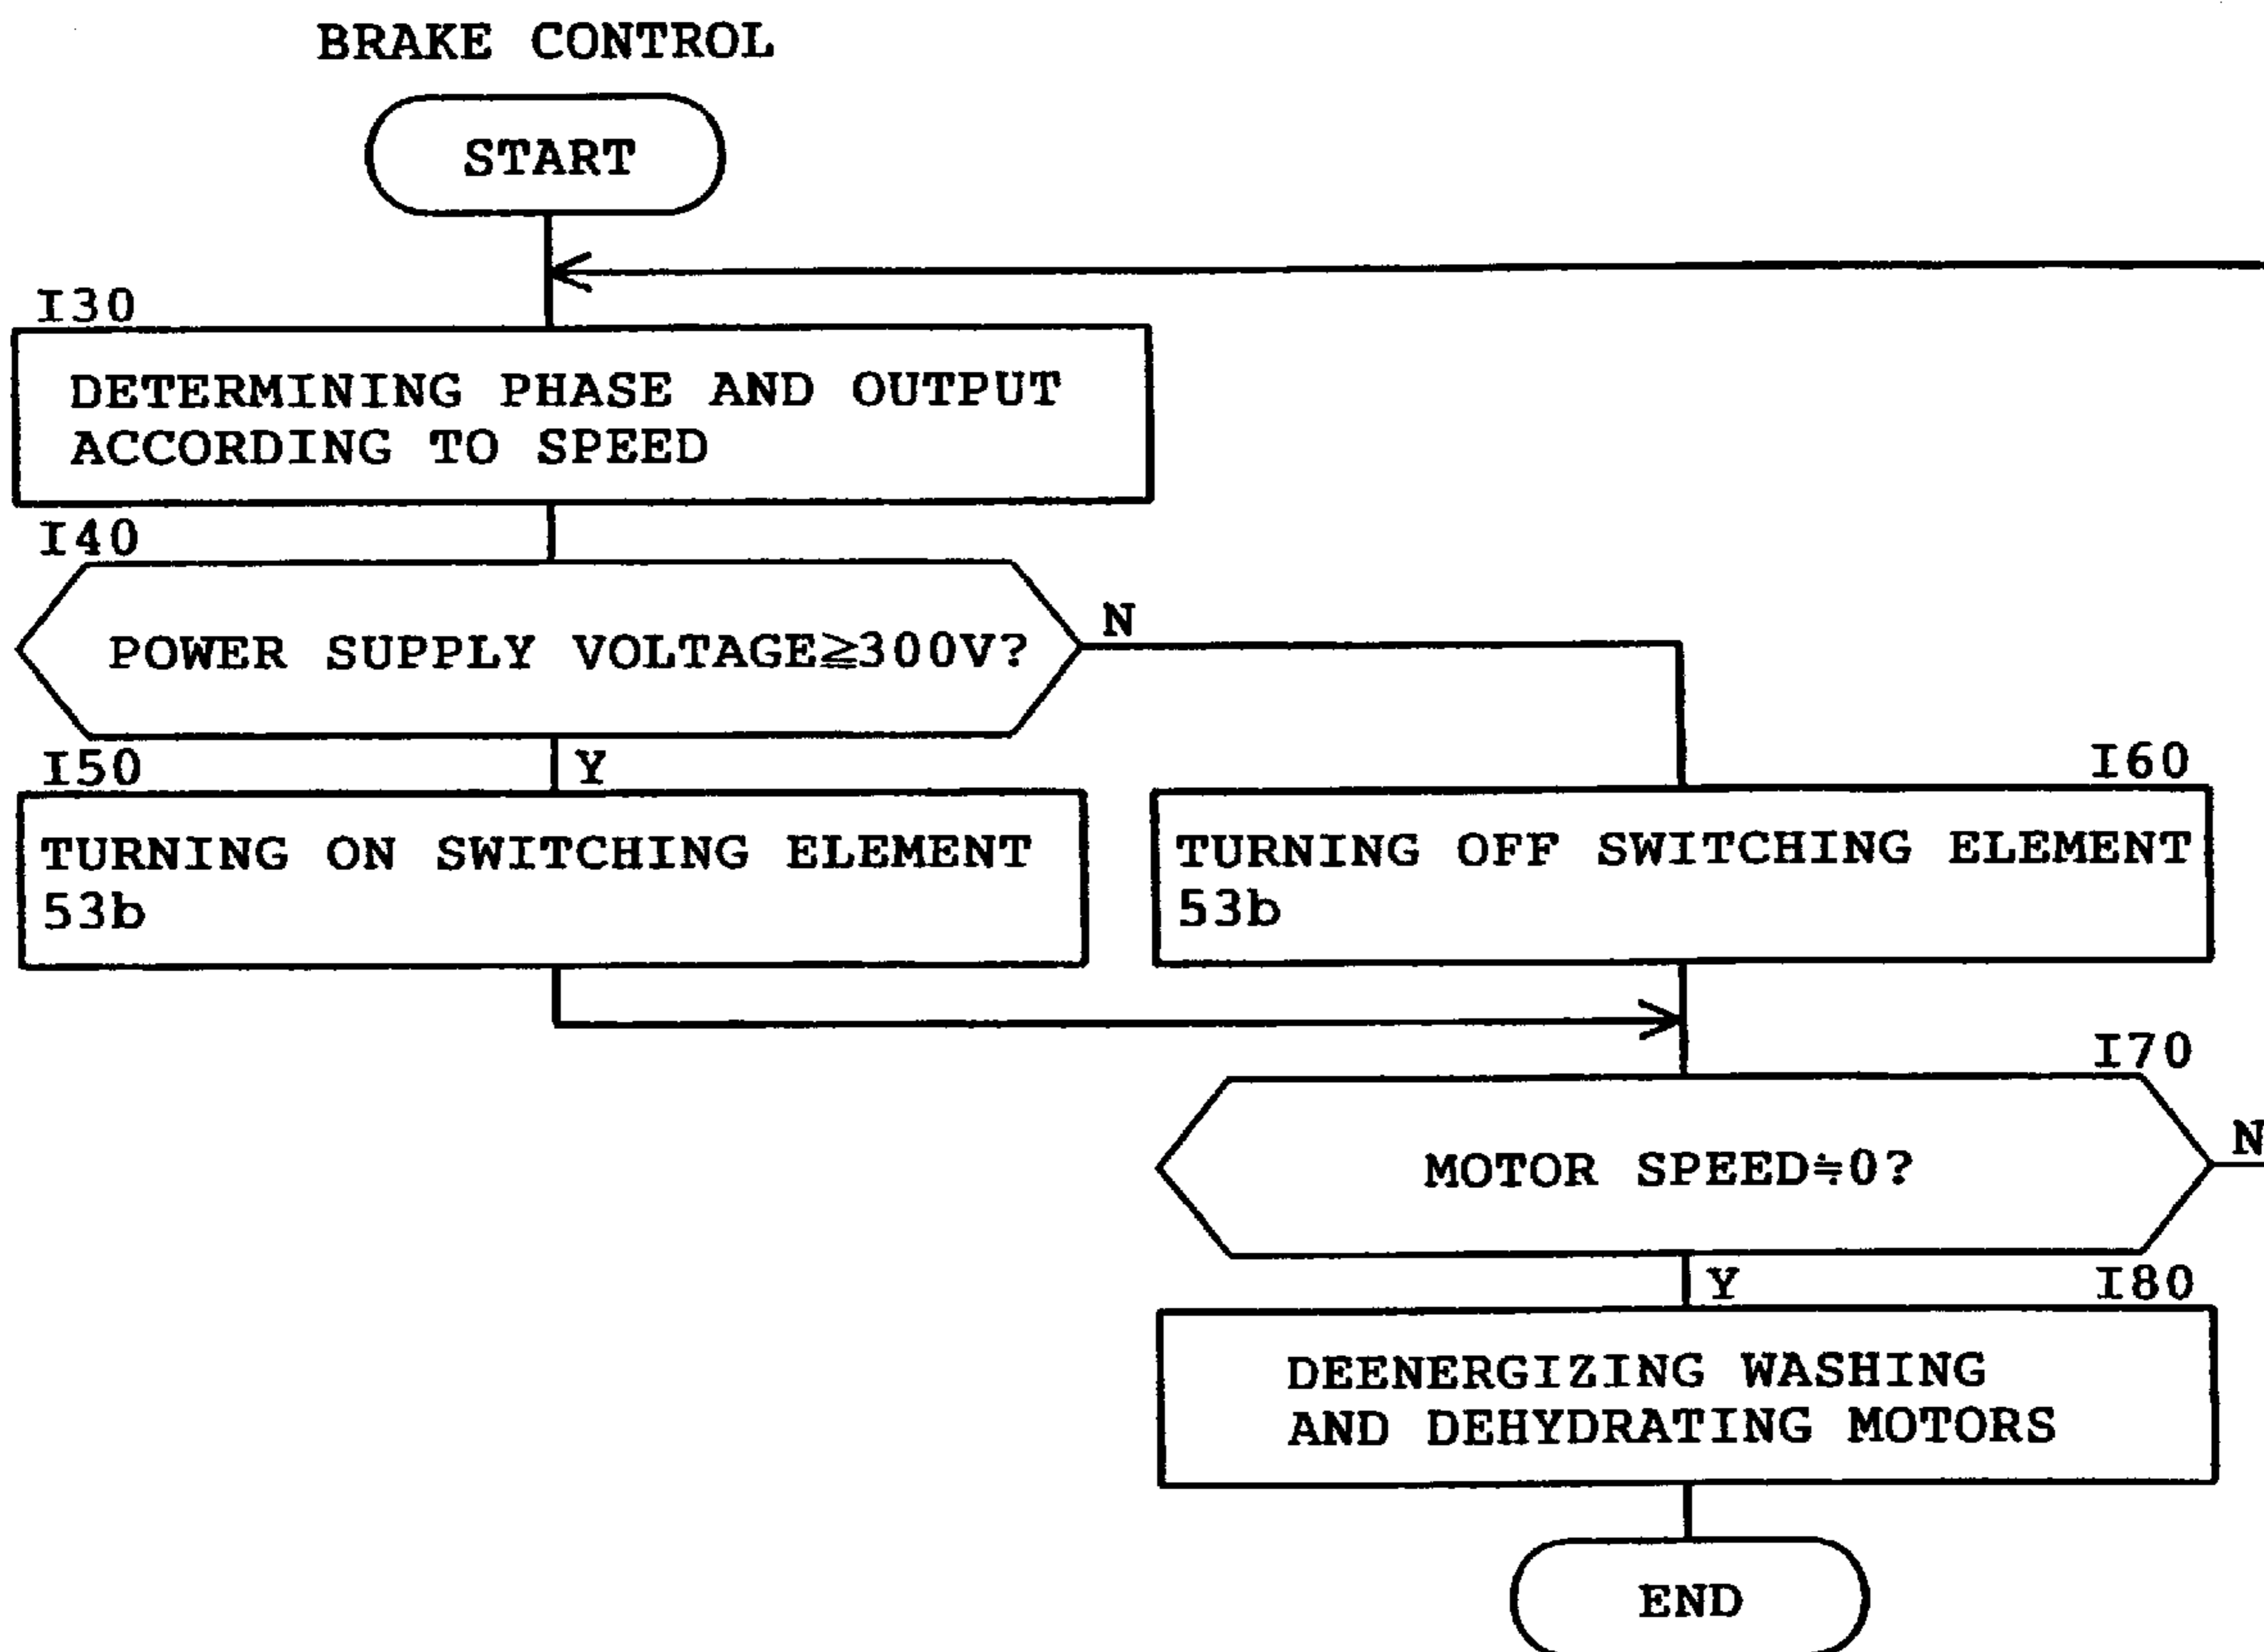 BRAKE CONTROL
START
I30
DETERMINING PHASE AND OUTPUT
ACCORDING TO SPEED
I40
POWER SUPPLY VOLTAGE≧300V?
N
Y
I50
TURNING ON SWITCHING ELEMENT
53b
I60
TURNING OFF SWITCHING ELEMENT
53b
I70
MOTOR SPEED≒0?
N
Y
I80
DEENERGIZING WASHING
AND DEHYDRATING MOTORS
END